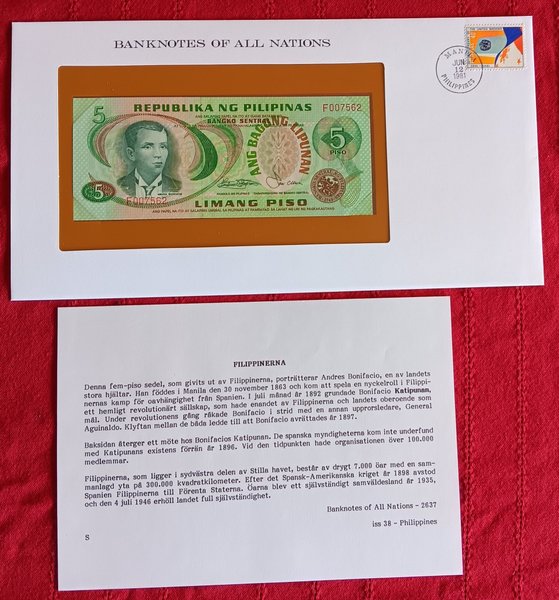 BANKNOTES OF ALL NATIONS
MANILA
JUN
12
1981
PHILIPPINES
5
REPUBLIKA NG PILIPINAS
F007562
BANGKO SENTRAL
ANG BAGONG LIPUNAN
5
PISO
5
F007562
LIMANG PISO
FILIPPINERNA
Denna fem-piso sedel, som givits ut av Filippinerna, porträtterar Andres Bonifacio, en av landets
stora hjältar. Han föddes i Manila den 30 november 1863 och kom att spela en nyckelroll i Filippi-
nernas kamp för oavhängighet från Spanien. I juli månad år 1892 grundade Bonifacio Katipunan,
ett hemligt revolutionärt sällskap, som hade enandet av Filippinerna och landets oberoende som
mål. Under revolutionens gång råkade Bonifacio i strid med en annan upprorsledare, General
Aguinaldo. Klyftan mellan de båda ledde till att Bonifacio avrättades år 1897.
Baksidan återger ett möte hos Bonifacios Katipunan. De spanska myndigheterna kom inte underfund
med Katipunans existens förrän år 1896. Vid den tidpunkten hade organisationen över 100.000
medlemmar.
Filippinerna, som ligger i sydvästra delen av Stilla havet, består av drygt 7.000 öar med en sam-
manlagd yta på 300.000 kvadratkilometer. Efter det Spansk-Amerikanska kriget år 1898 avstod
Spanien Filippinerna till Förenta Staterna. Öarna blev ett självständigt samväldesland år 1935,
och den 4 juli 1946 erhöll landet full självständighet.
Banknotes of All Nations - 2637
iss 38 - Philippines
S